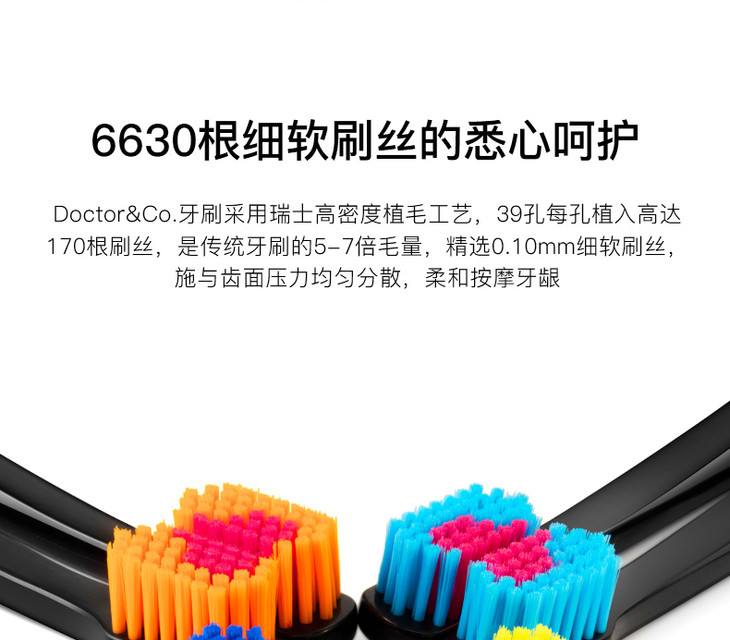 6630根细软刷丝的悉心呵护
Doctor&Co.牙刷采用瑞士高密度植毛工艺，39孔每孔植入高达
170根刷丝，是传统牙刷的5-7倍毛量，精选0.10mm细软刷丝，
施与齿面压力均匀分散，柔和按摩牙龈